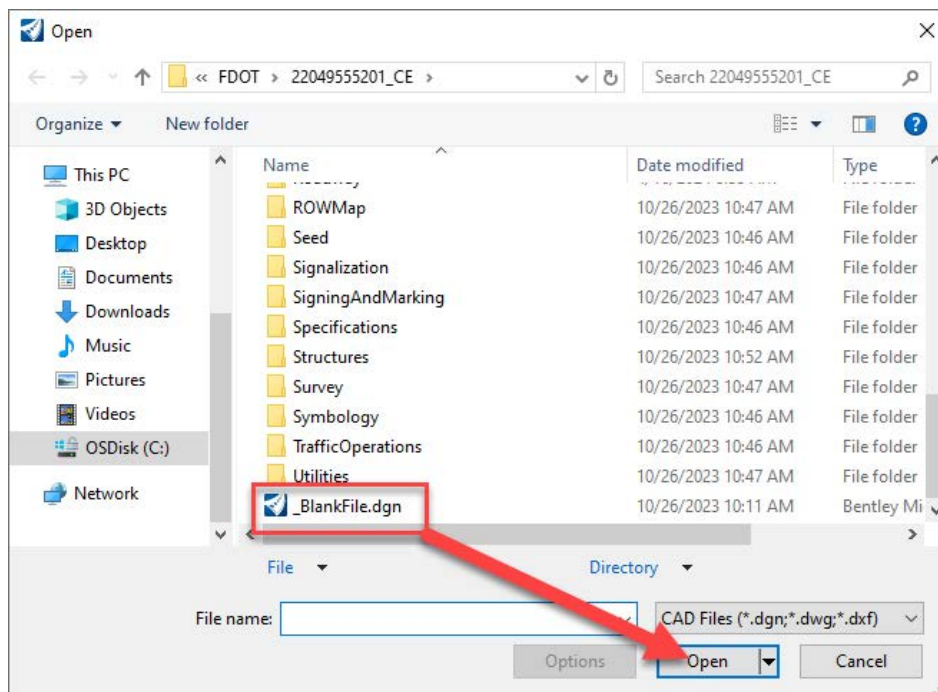 Open
« FDOT > 22049555201_CE >
Search 22049555201_CE
Organize
New folder
This PC
3D Objects
Desktop
Documents
Downloads
Music
Pictures
Videos
OSDisk (C:)
Network
Name Date modified Type
ROWMap 10/26/2023 10:47 AM File folder
Seed 10/26/2023 10:46 AM File folder
Signalization 10/26/2023 10:46 AM File folder
SigningAndMarking 10/26/2023 10:47 AM File folder
Specifications 10/26/2023 10:46 AM File folder
Structures 10/26/2023 10:52 AM File folder
Survey 10/26/2023 10:47 AM File folder
Symbology 10/26/2023 10:46 AM File folder
TrafficOperations 10/26/2023 10:46 AM File folder
Utilities 10/26/2023 10:47 AM File folder
_BlankFile.dgn 10/26/2023 10:11 AM Bentley Mi
File Directory
File name: CAD Files (*.dgn;*.dwg;*.dxf)
Options Open Cancel